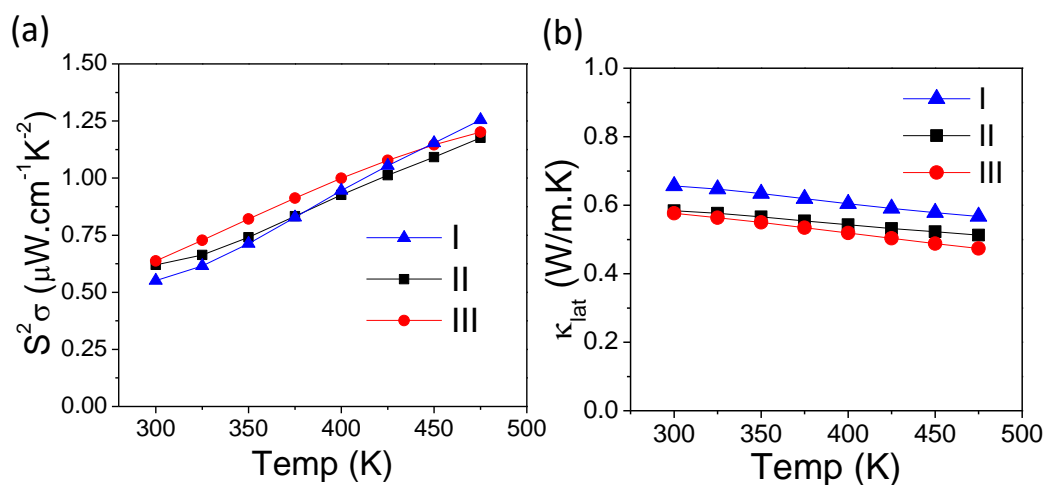 (a)
1.50
1.25
1.00
0.75
0.50
0.25
0.00
S²σ (μW.cm⁻¹K⁻²)
I
II
III
300 350 400 450 500
Temp (K)
(b)
1.0
0.8
0.6
0.4
0.2
0.0
κlat (W/m.K)
I
II
III
300 350 400 450 500
Temp (K)